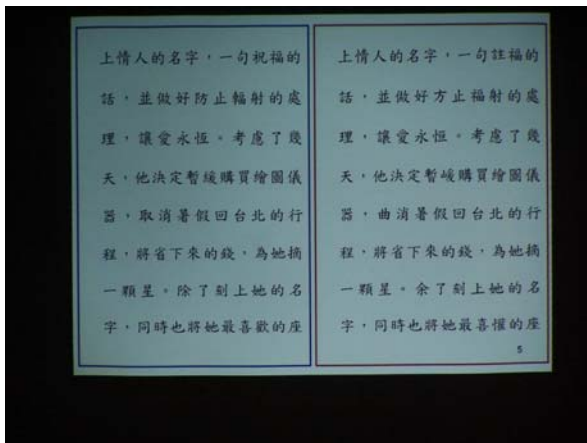 上情人的名字，一句祝福的
話，並做好防止輻射的處
理，讓愛永恆。考慮了幾
天，他決定暫緩購買繪圖儀
器，取消暑假回台北的行
程，將省下來的錢，為她摘
一顆星。除了刻上她的名
字，同時也將她最喜歡的座
上情人的名字，一句註福的
話，並做好方止福射的處
理，讓愛永恆。考慮了幾
天，他決定暫緩購買繪圖儀
器，曲消暑假回台北的行
程，將省下來的錢，為她摘
一顆星。余了刻上她的名
字，同時也將她最喜懼的座
5